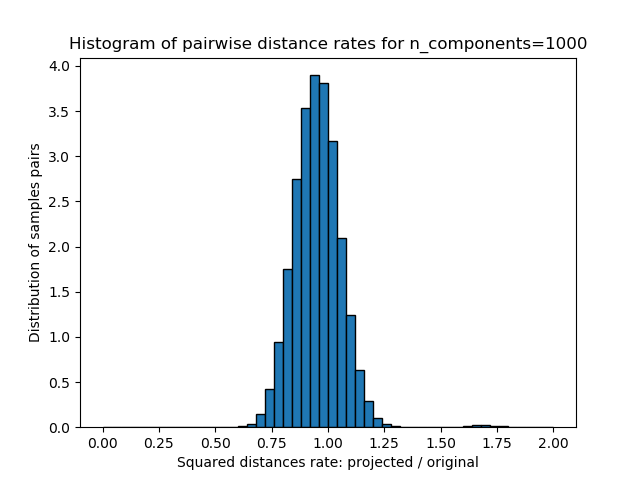 Histogram of pairwise distance rates for n_components=1000
4.0
3.5
3.0
2.5
2.0
1.5
1.0
0.5
0.0
Distribution of samples pairs
0.00 0.25 0.50 0.75 1.00 1.25 1.50 1.75 2.00
Squared distances rate: projected / original